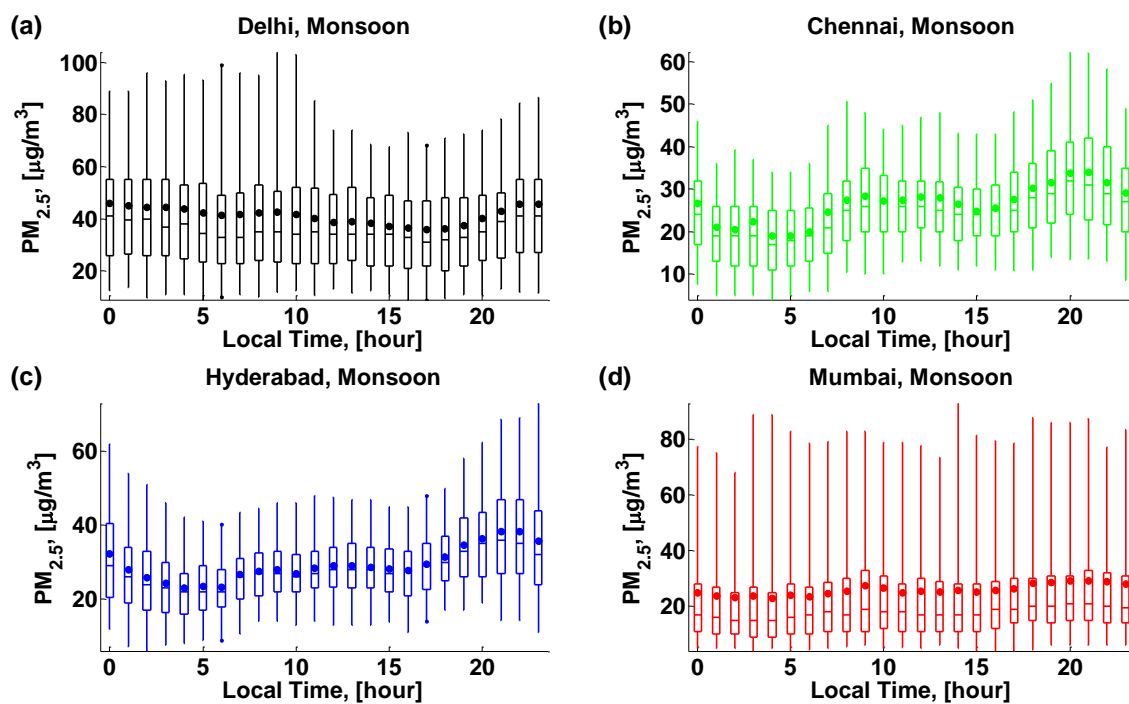 (a)
Delhi, Monsoon
100
80
60
40
20
PM2.5, [μg/m3]
0
5
10
15
20
Local Time, [hour]
(b)
Chennai, Monsoon
60
50
40
30
20
10
PM2.5, [μg/m3]
0
5
10
15
20
Local Time, [hour]
(c)
Hyderabad, Monsoon
60
40
20
PM2.5, [μg/m3]
0
5
10
15
20
Local Time, [hour]
(d)
Mumbai, Monsoon
80
60
40
20
PM2.5, [μg/m3]
0
5
10
15
20
Local Time, [hour]